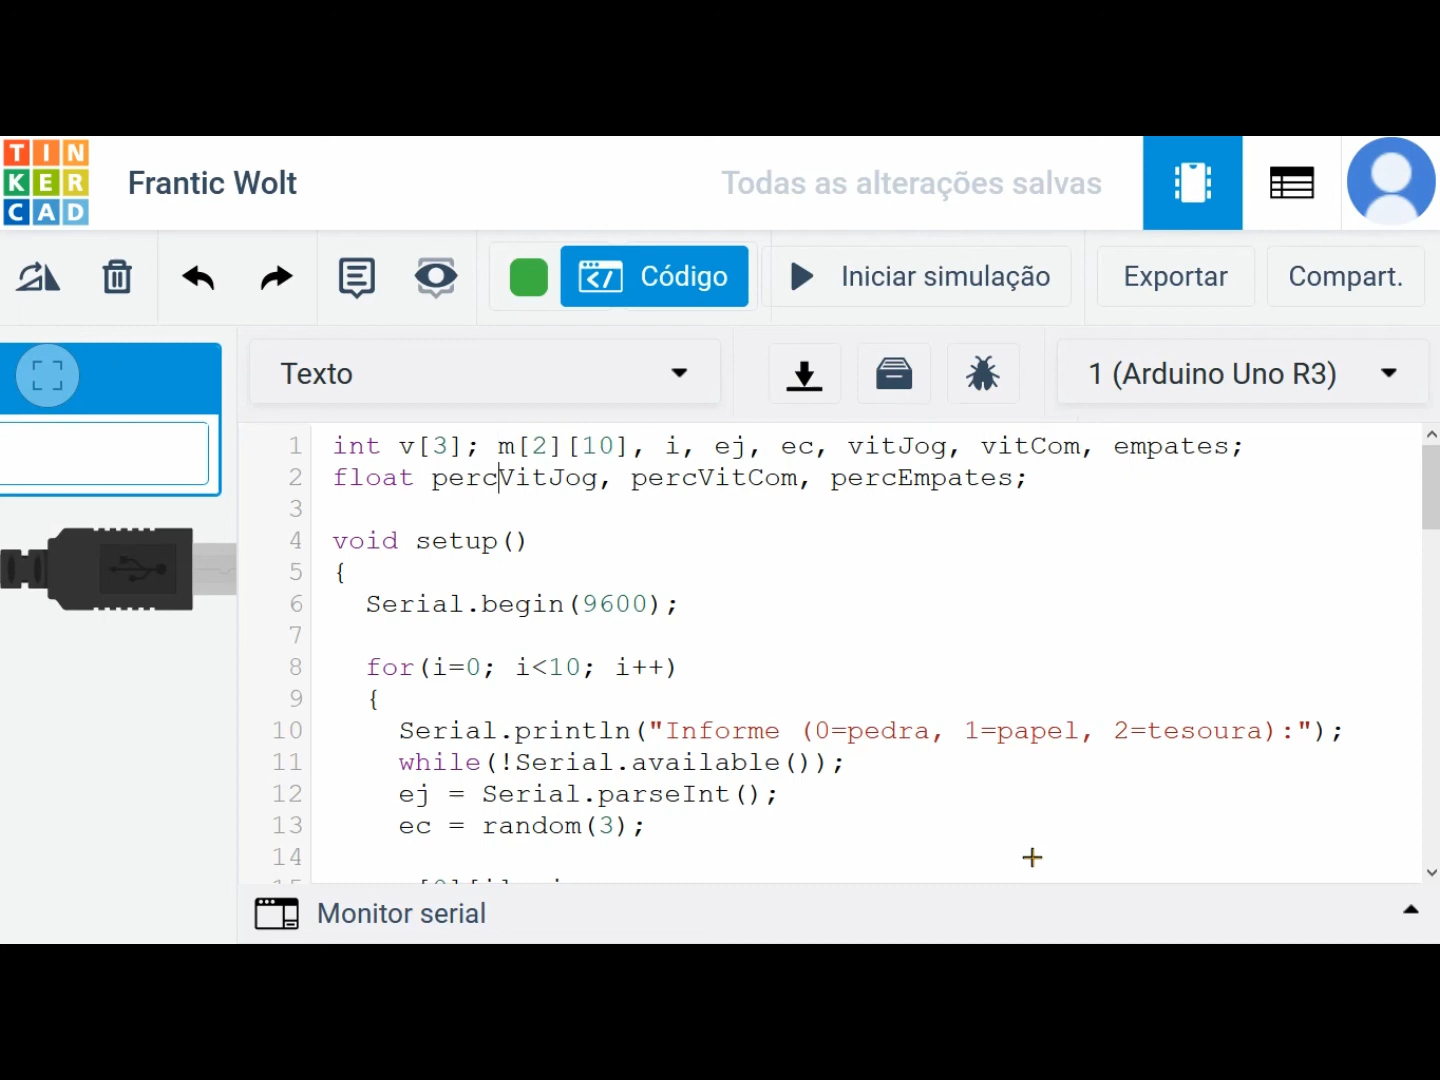 TIN
KER
CAD
Frantic Wolt
Todas as alterações salvas
Código
Iniciar simulação
Exportar
Compart.
Texto
1 (Arduino Uno R3)
1 int v[3]; m[2][10], i, ej, ec, vitJog, vitCom, empates;
2 float percVitJog, percVitCom, percEmpates;
3
4 void setup()
5 {
6 Serial.begin(9600);
7
8 for(i=0; i<10; i++)
9 {
10 Serial.println("Informe (0=pedra, 1=papel, 2=tesoura):");
11 while(!Serial.available());
12 ej = Serial.parseInt();
13 ec = random(3);
14
Monitor serial